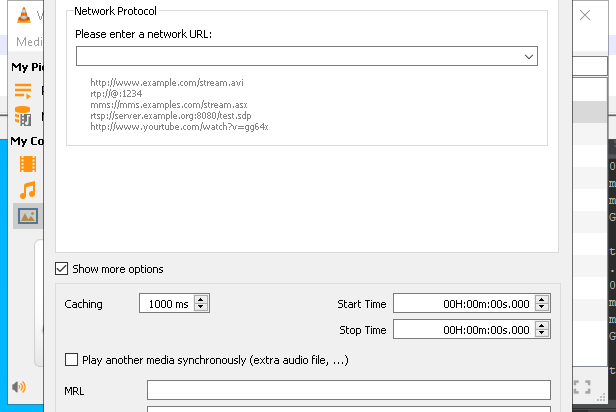 Network Protocol
Please enter a network URL:
http://www.example.com/stream.avi
rtp://@:1234
mms://mms.examples.com/stream.asx
rtsp://server.example.org:8080/test.sdp
http://www.yourtube.com/watch?v=gg64x
Medi
My Pi
My Co
Show more options
Caching
1000 ms
Start Time
00H:00m:00s.000
Stop Time
00H:00m:00s.000
Play another media synchronously (extra audio file, ...)
MRL